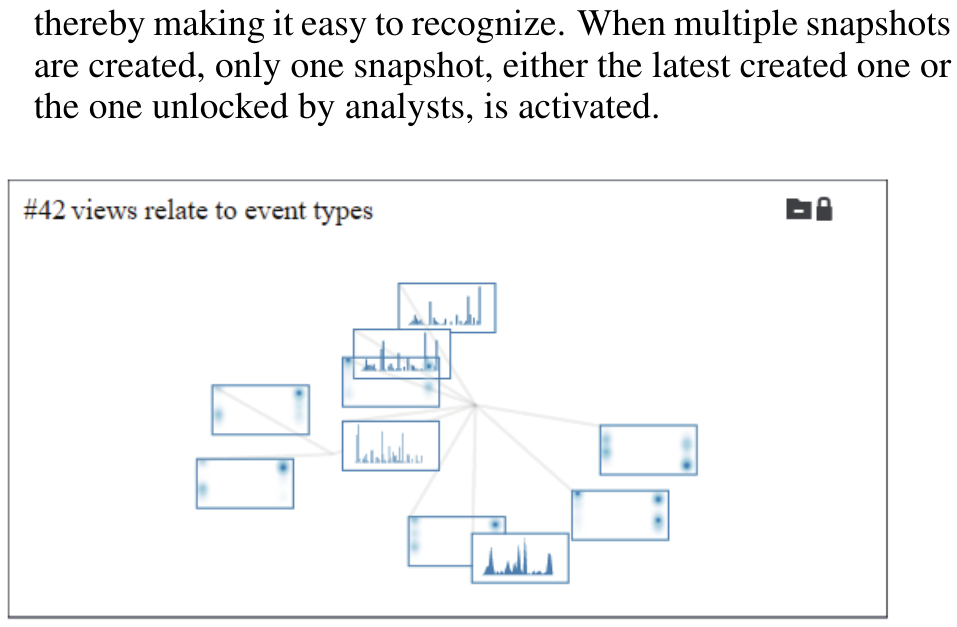 thereby making it easy to recognize. When multiple snapshots
are created, only one snapshot, either the latest created one or
the one unlocked by analysts, is activated.
#42 views relate to event types